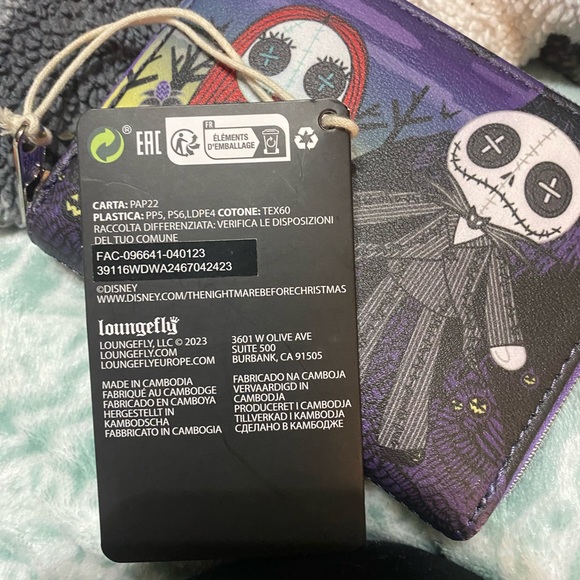 ® EAC FR ÉLÉMENTS
D'EMBALLAGE
CARTA: PAP22
PLASTICA: PP5, PS6,LDPE4 COTONE: TEX60
RACCOLTA DIFFERENZIATA: VERIFICA LE DISPOSIZIONI
DEL TUO COMUNE
FAC-096641-040123
39116WDWA2467042423
©DISNEY
WWW.DISNEY.COM/THENIGHTMAREBEFORECHRISTMAS
loungefly
LOUNGEFLY, LLC © 2023
LOUNGEFLY.COM
LOUNGEFLYEUROPE.COM
3601 W OLIVE AVE
SUITE 500
BURBANK, CA 91505
MADE IN CAMBODIA
FABRIQUÉ AU CAMBODGE
FABRICADO EN CAMBOYA
HERGESTELLT IN
KAMBODSCHA
FABBRICATO IN CAMBOGIA
FABRICADO NA CAMBOJA
VERVAARDIGD IN
CAMBODJA
PRODUCERET I CAMBODJA
TILLVERKAD I KAMBODJA
СДЕЛАНО В КАМБОДЖЕ